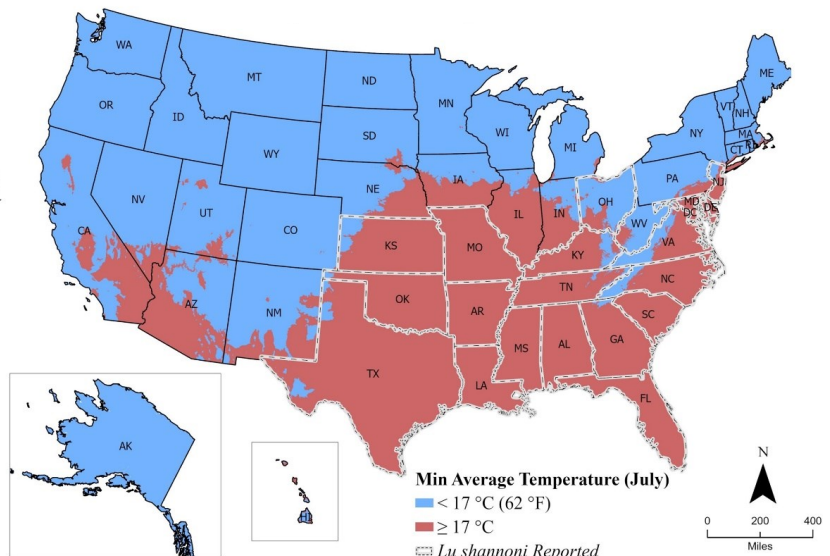 WA
MT
ND
MN
ME
VT
NH
OR
ID
SD
WI
MI
NY
MA
CT
RI
WY
IA
NE
PA
NJ
NV
UT
CO
IL
IN
OH
WV
MD
DC
DE
CA
KS
MO
KY
VA
AZ
NM
OK
AR
TN
NC
SC
MS
AL
GA
TX
LA
FL
AK
HI
N
Min Average Temperature (July)
< 17 °C (62 °F)
≥ 17 °C
Lu shannoni Reported
0 200 400
Miles